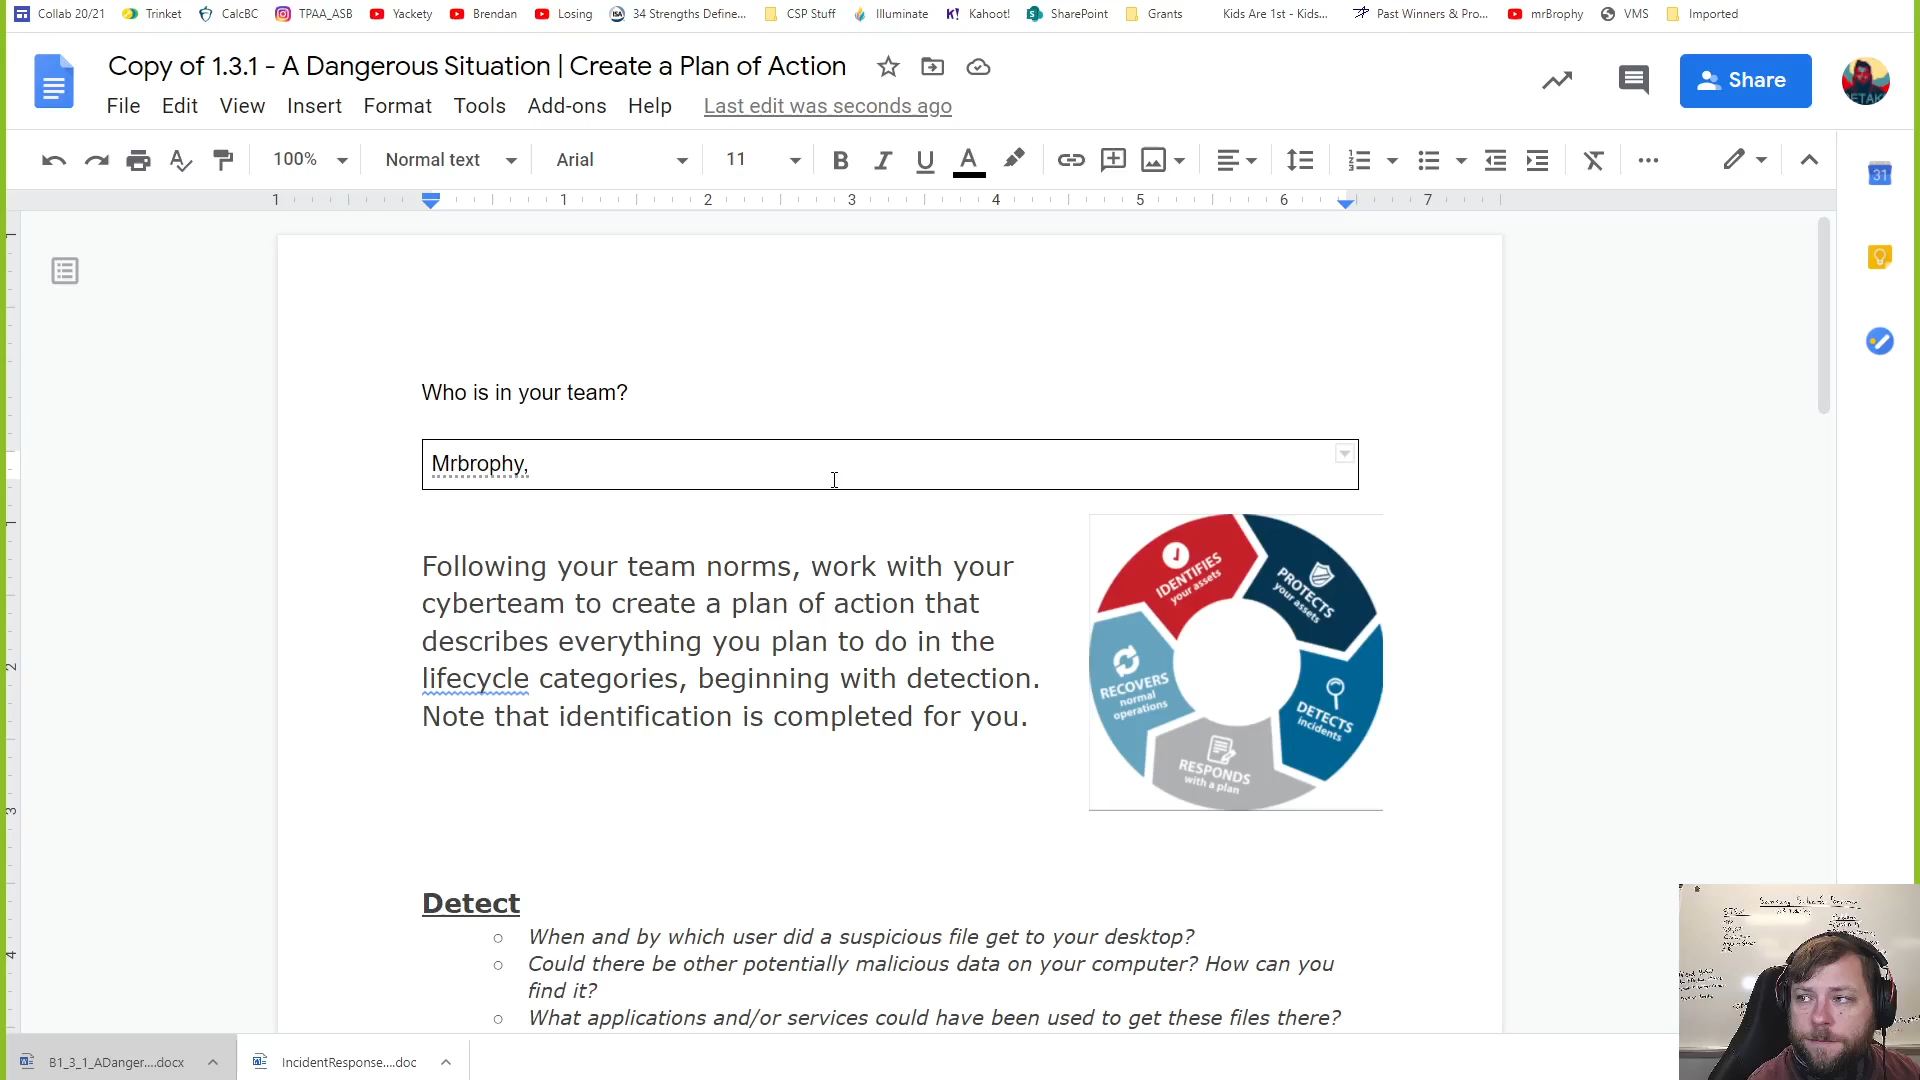 Collab 20/21 Trinket CalcBC TPAA_ASB Yackety Brendan Losing 34 Strengths Define... CSP Stuff Illuminate Kahoot! SharePoint Grants Kids Are 1st - Kids... Past Winners & Pro... mrBrophy VMS Imported
Copy of 1.3.1 - A Dangerous Situation | Create a Plan of Action
Share
File Edit View Insert Format Tools Add-ons Help Last edit was seconds ago
100% Normal text Arial 11
1 1 2 3 4 5 6 7
Who is in your team?
Mrbrophy,
Following your team norms, work with your
cyberteam to create a plan of action that
describes everything you plan to do in the
lifecycle categories, beginning with detection.
Note that identification is completed for you.
IDENTIFIES
your assets
PROTECTS
your assets
DETECTS
incidents
RESPONDS
with a plan
RECOVERS
normal
operations
Detect
When and by which user did a suspicious file get to your desktop?
Could there be other potentially malicious data on your computer? How can you
find it?
What applications and/or services could have been used to get these files there?
B1_3_1_ADanger....docx IncidentResponse....doc